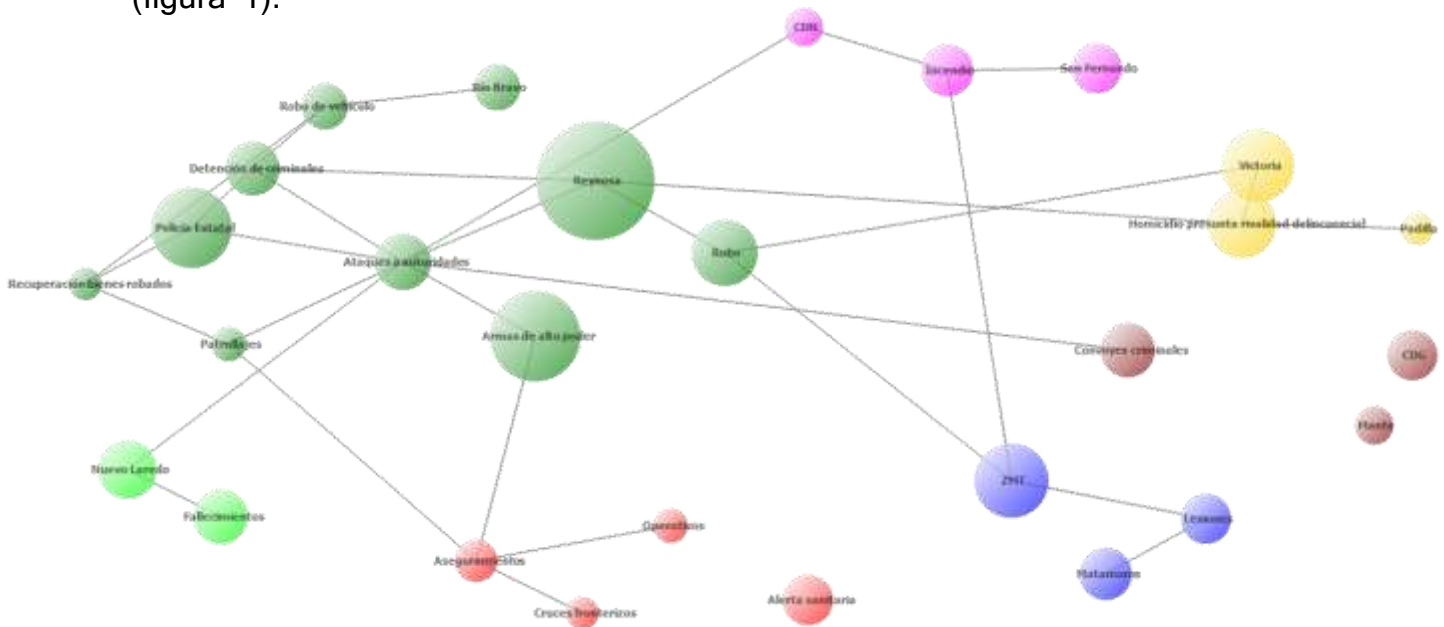 (figura 1).
CDN
Incendio
San Fernando
Río Bravo
Robo de vehículo
Detención de criminales
Reynosa
Victoria
Policía Estatal
Homicidio presunta rivalidad delincuencial
Padilla
Robo
Ataques a autoridades
Recuperación bienes robados
Armas de alto poder
Patrullajes
Convoyes criminales
CDG
Mante
Nuevo Laredo
Fallecimientos
Lesiones
Operativos
Aseguramientos
Matamoros
Alerta sanitaria
Cruces fronterizos